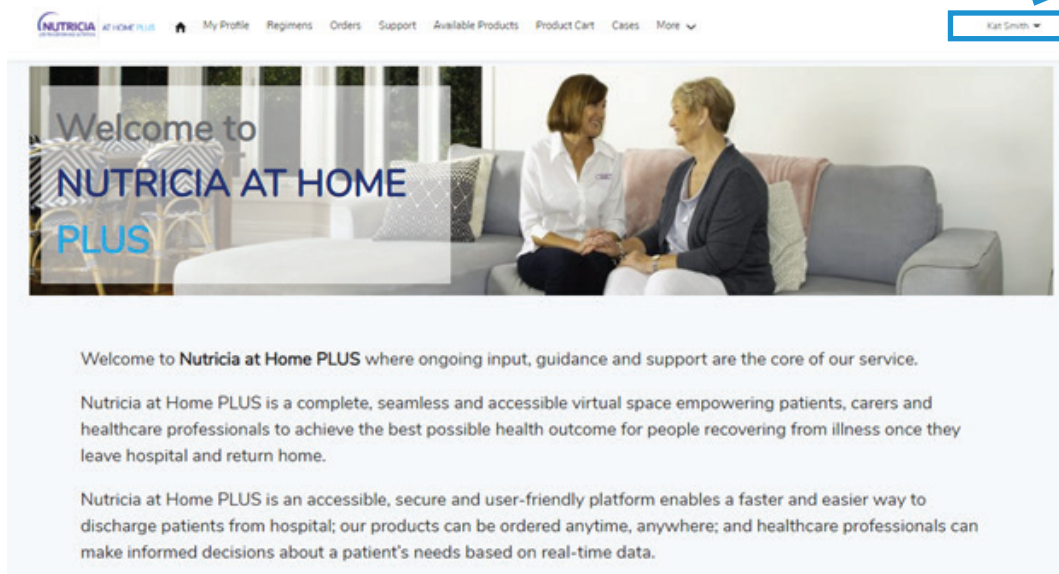 NUTRICIA AT HOME PLUS
My Profile Regimens Orders Support Available Products Product Cart Cases More Kat Smith
Welcome to
NUTRICIA AT HOME
PLUS
Welcome to Nutricia at Home PLUS where ongoing input, guidance and support are the core of our service.
Nutricia at Home PLUS is a complete, seamless and accessible virtual space empowering patients, carers and
healthcare professionals to achieve the best possible health outcome for people recovering from illness once they
leave hospital and return home.
Nutricia at Home PLUS is an accessible, secure and user-friendly platform enables a faster and easier way to
discharge patients from hospital; our products can be ordered anytime, anywhere; and healthcare professionals can
make informed decisions about a patient's needs based on real-time data.